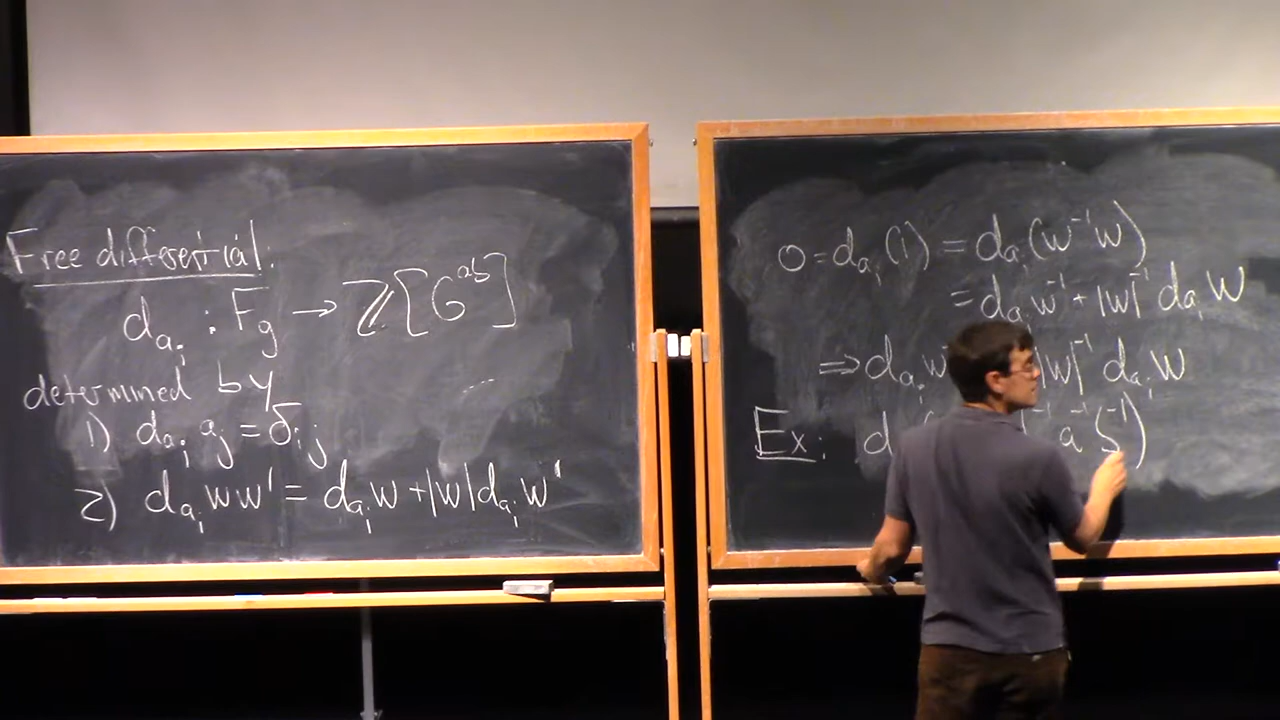 Free differential:
d_{a_i} : F_g → ℤ[G^{ab}]
determined by
1) d_{a_i} a_j = δ_{ij}
2) d_{a_i} ww' = d_{a_i} w + |w| d_{a_i} w'
0 = d_{a_i}(1) = d_{a_i}(w^{-1} w)
= d_{a_i} w^{-1} + |w|^{-1} d_{a_i} w
⇒ d_{a_i} w |w|^{-1} d_{a_i} w
Ex: d a^{-1} b^{-1})